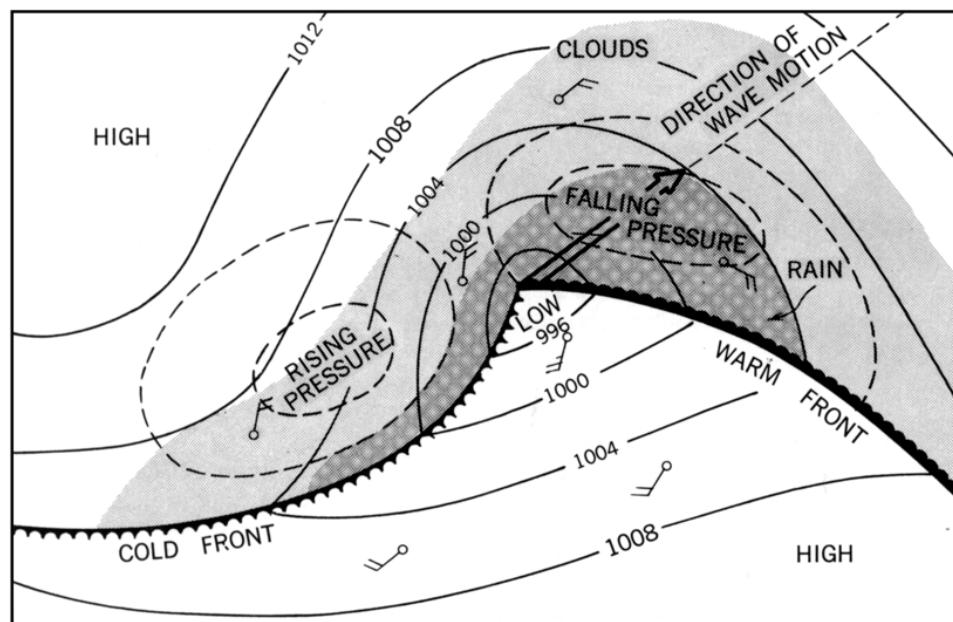 1012
CLOUDS
DIRECTION OF
WAVE MOTION
HIGH
1008
1004
1000
FALLING
PRESSURE
RAIN
LOW
996
RISING
PRESSURE
WARM FRONT
1000
1004
COLD FRONT
1008
HIGH